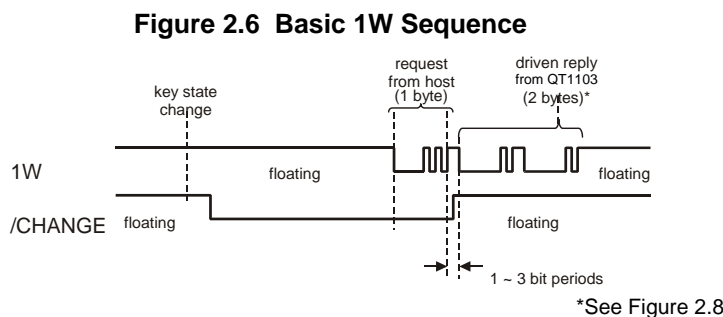 Figure 2.6 Basic 1W Sequence
request
from host
(1 byte)
driven reply
from QT1103
(2 bytes)*
key state
change
1W
floating
floating
/CHANGE
floating
floating
1 ~ 3 bit periods
*See Figure 2.8